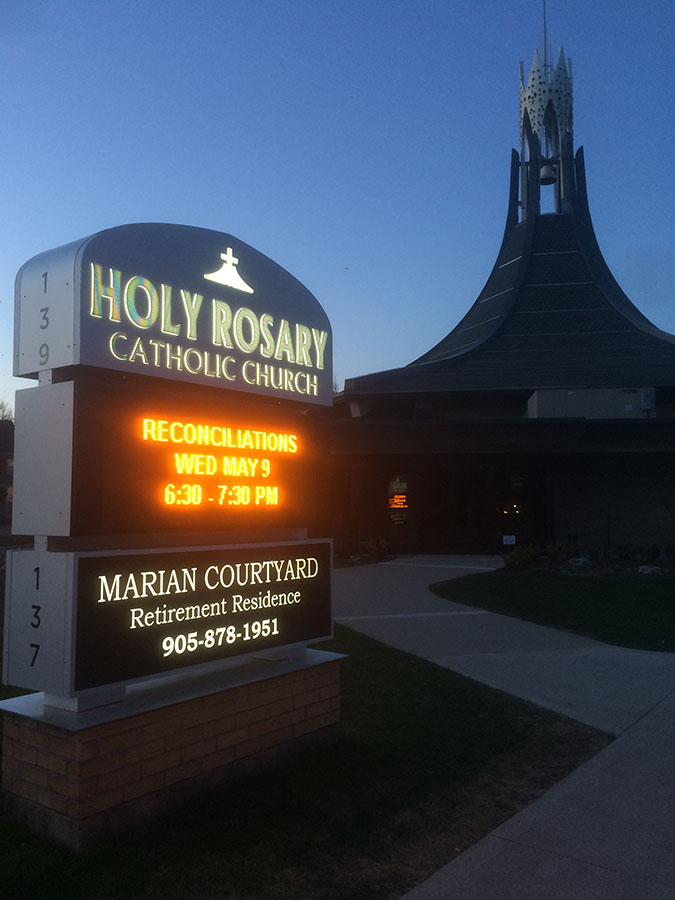 139
HOLY ROSARY
CATHOLIC CHURCH
RECONCILIATIONS
WED MAY 9
6:30 - 7:30 PM
137
MARIAN COURTYARD
Retirement Residence
905-878-1951